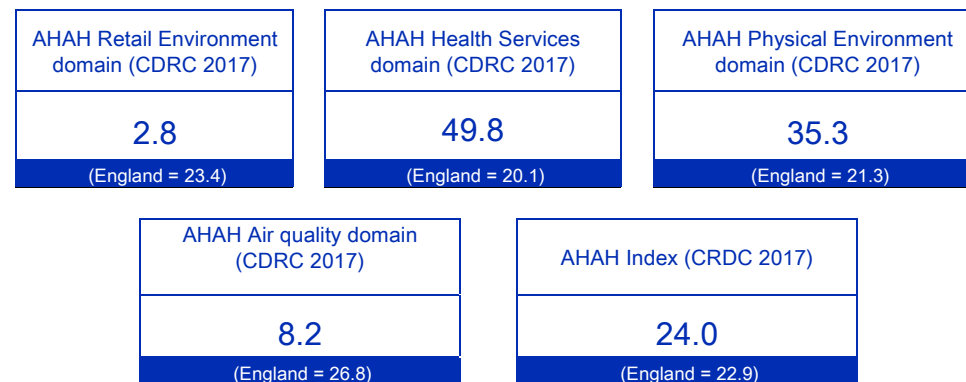 AHAH Retail Environment
domain (CDRC 2017)
2.8
(England = 23.4)
AHAH Health Services
domain (CDRC 2017)
49.8
(England = 20.1)
AHAH Physical Environment
domain (CDRC 2017)
35.3
(England = 21.3)
AHAH Air quality domain
(CDRC 2017)
8.2
(England = 26.8)
AHAH Index (CRDC 2017)
24.0
(England = 22.9)